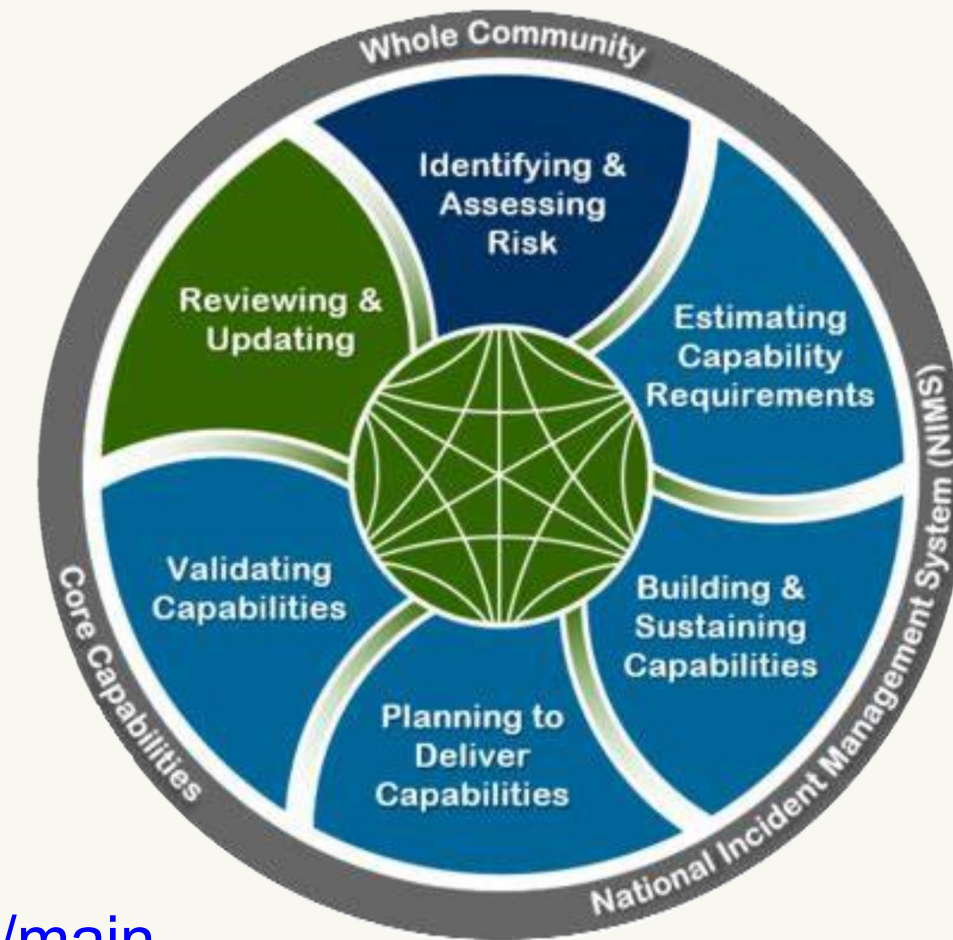 Whole Community
Identifying &
Assessing
Risk
Estimating
Capability
Requirements
Building &
Sustaining
Capabilities
Planning to
Deliver
Capabilities
Validating
Capabilities
Reviewing &
Updating
National Incident Management System (NIMS)
Core Capabilities
/main